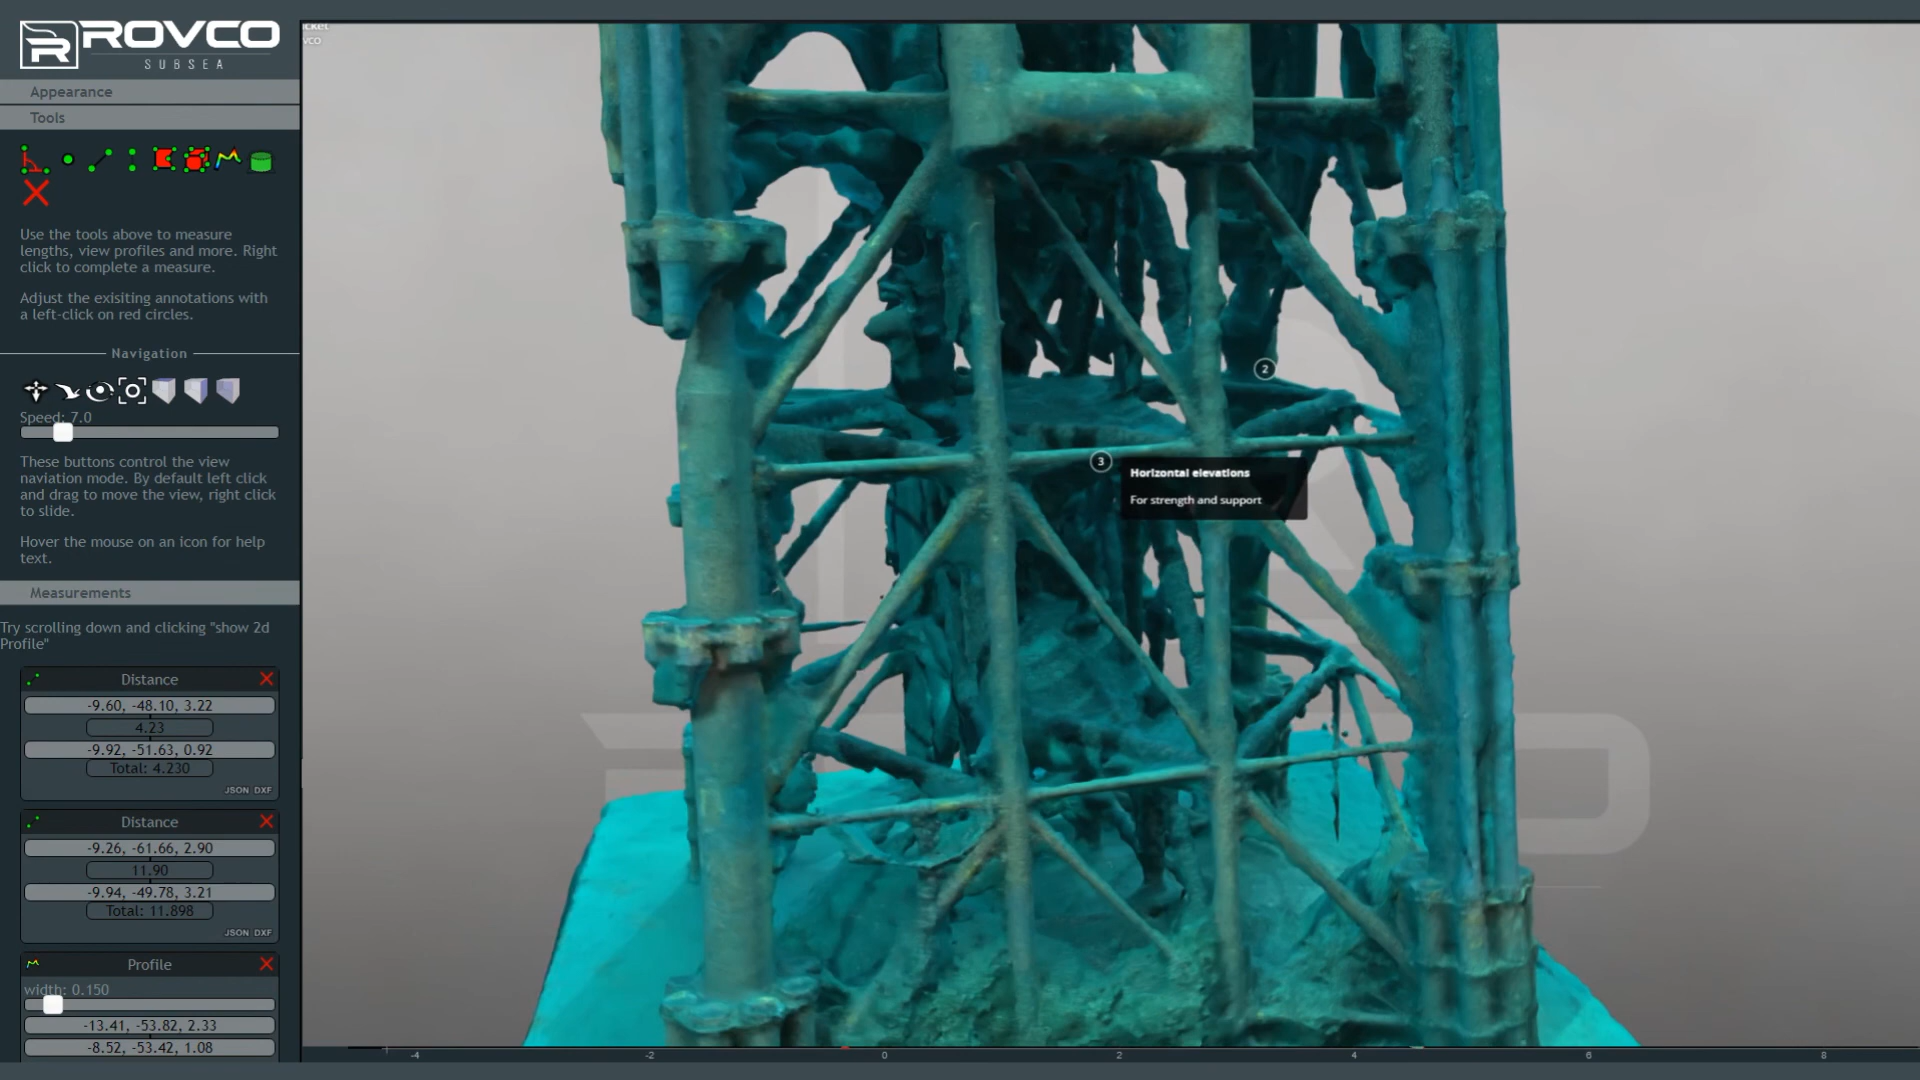 ROVCO
SUBSEA
Appearance
Tools
Use the tools above to measure
lengths, view profiles and more. Right
click to complete a measure.
Adjust the exisiting annotations with
a left-click on red circles.
Navigation
Speed: 7.0
These buttons control the view
naviation mode. By default left click
and drag to move the view, right click
to slide.
Hover the mouse on an icon for help
text.
Measurements
Try scrolling down and clicking "show 2d
Profile"
Distance
-9.60, -48.10, 3.22
4.23
-9.92, -51.63, 0.92
Total: 4.230
JSON DXF
Distance
-9.26, -61.66, 2.90
11.90
-9.94, -49.78, 3.21
Total: 11.898
JSON DXF
Profile
width: 0.150
-13.41, -53.82, 2.33
-8.52, -53.42, 1.08
2
3
Horizontal elevations
For strength and support
-4 -2 0 2 4 6 8